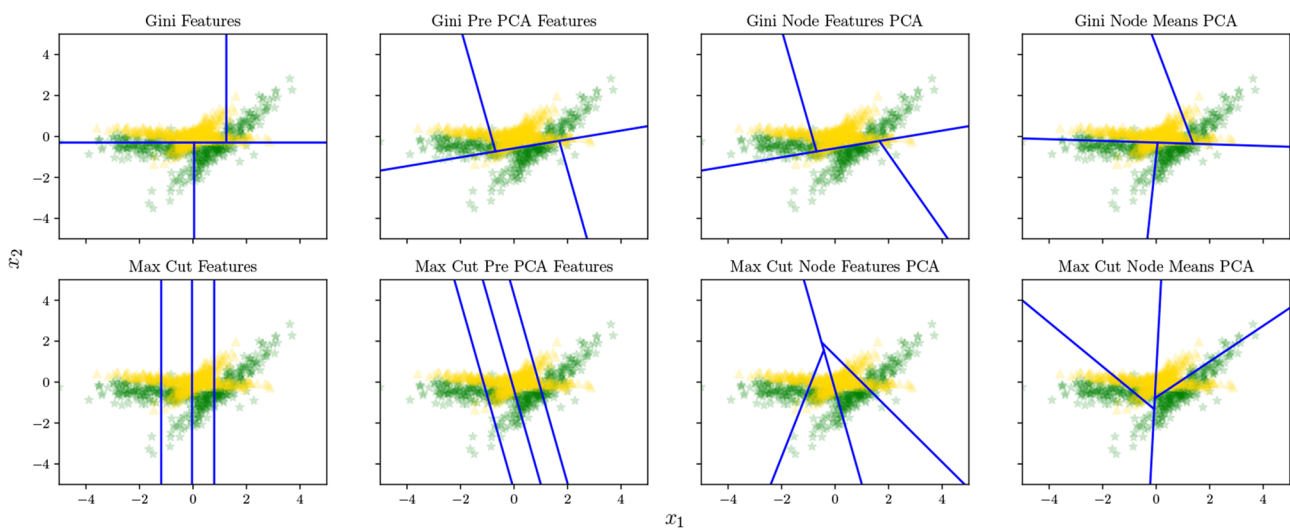 Gini Features
Gini Pre PCA Features
Gini Node Features PCA
Gini Node Means PCA
4
2
0
−2
−4
x2
Max Cut Features
Max Cut Pre PCA Features
Max Cut Node Features PCA
Max Cut Node Means PCA
4
2
0
−2
−4
−4 −2 0 2 4
−4 −2 0 2 4
−4 −2 0 2 4
−4 −2 0 2 4
x1